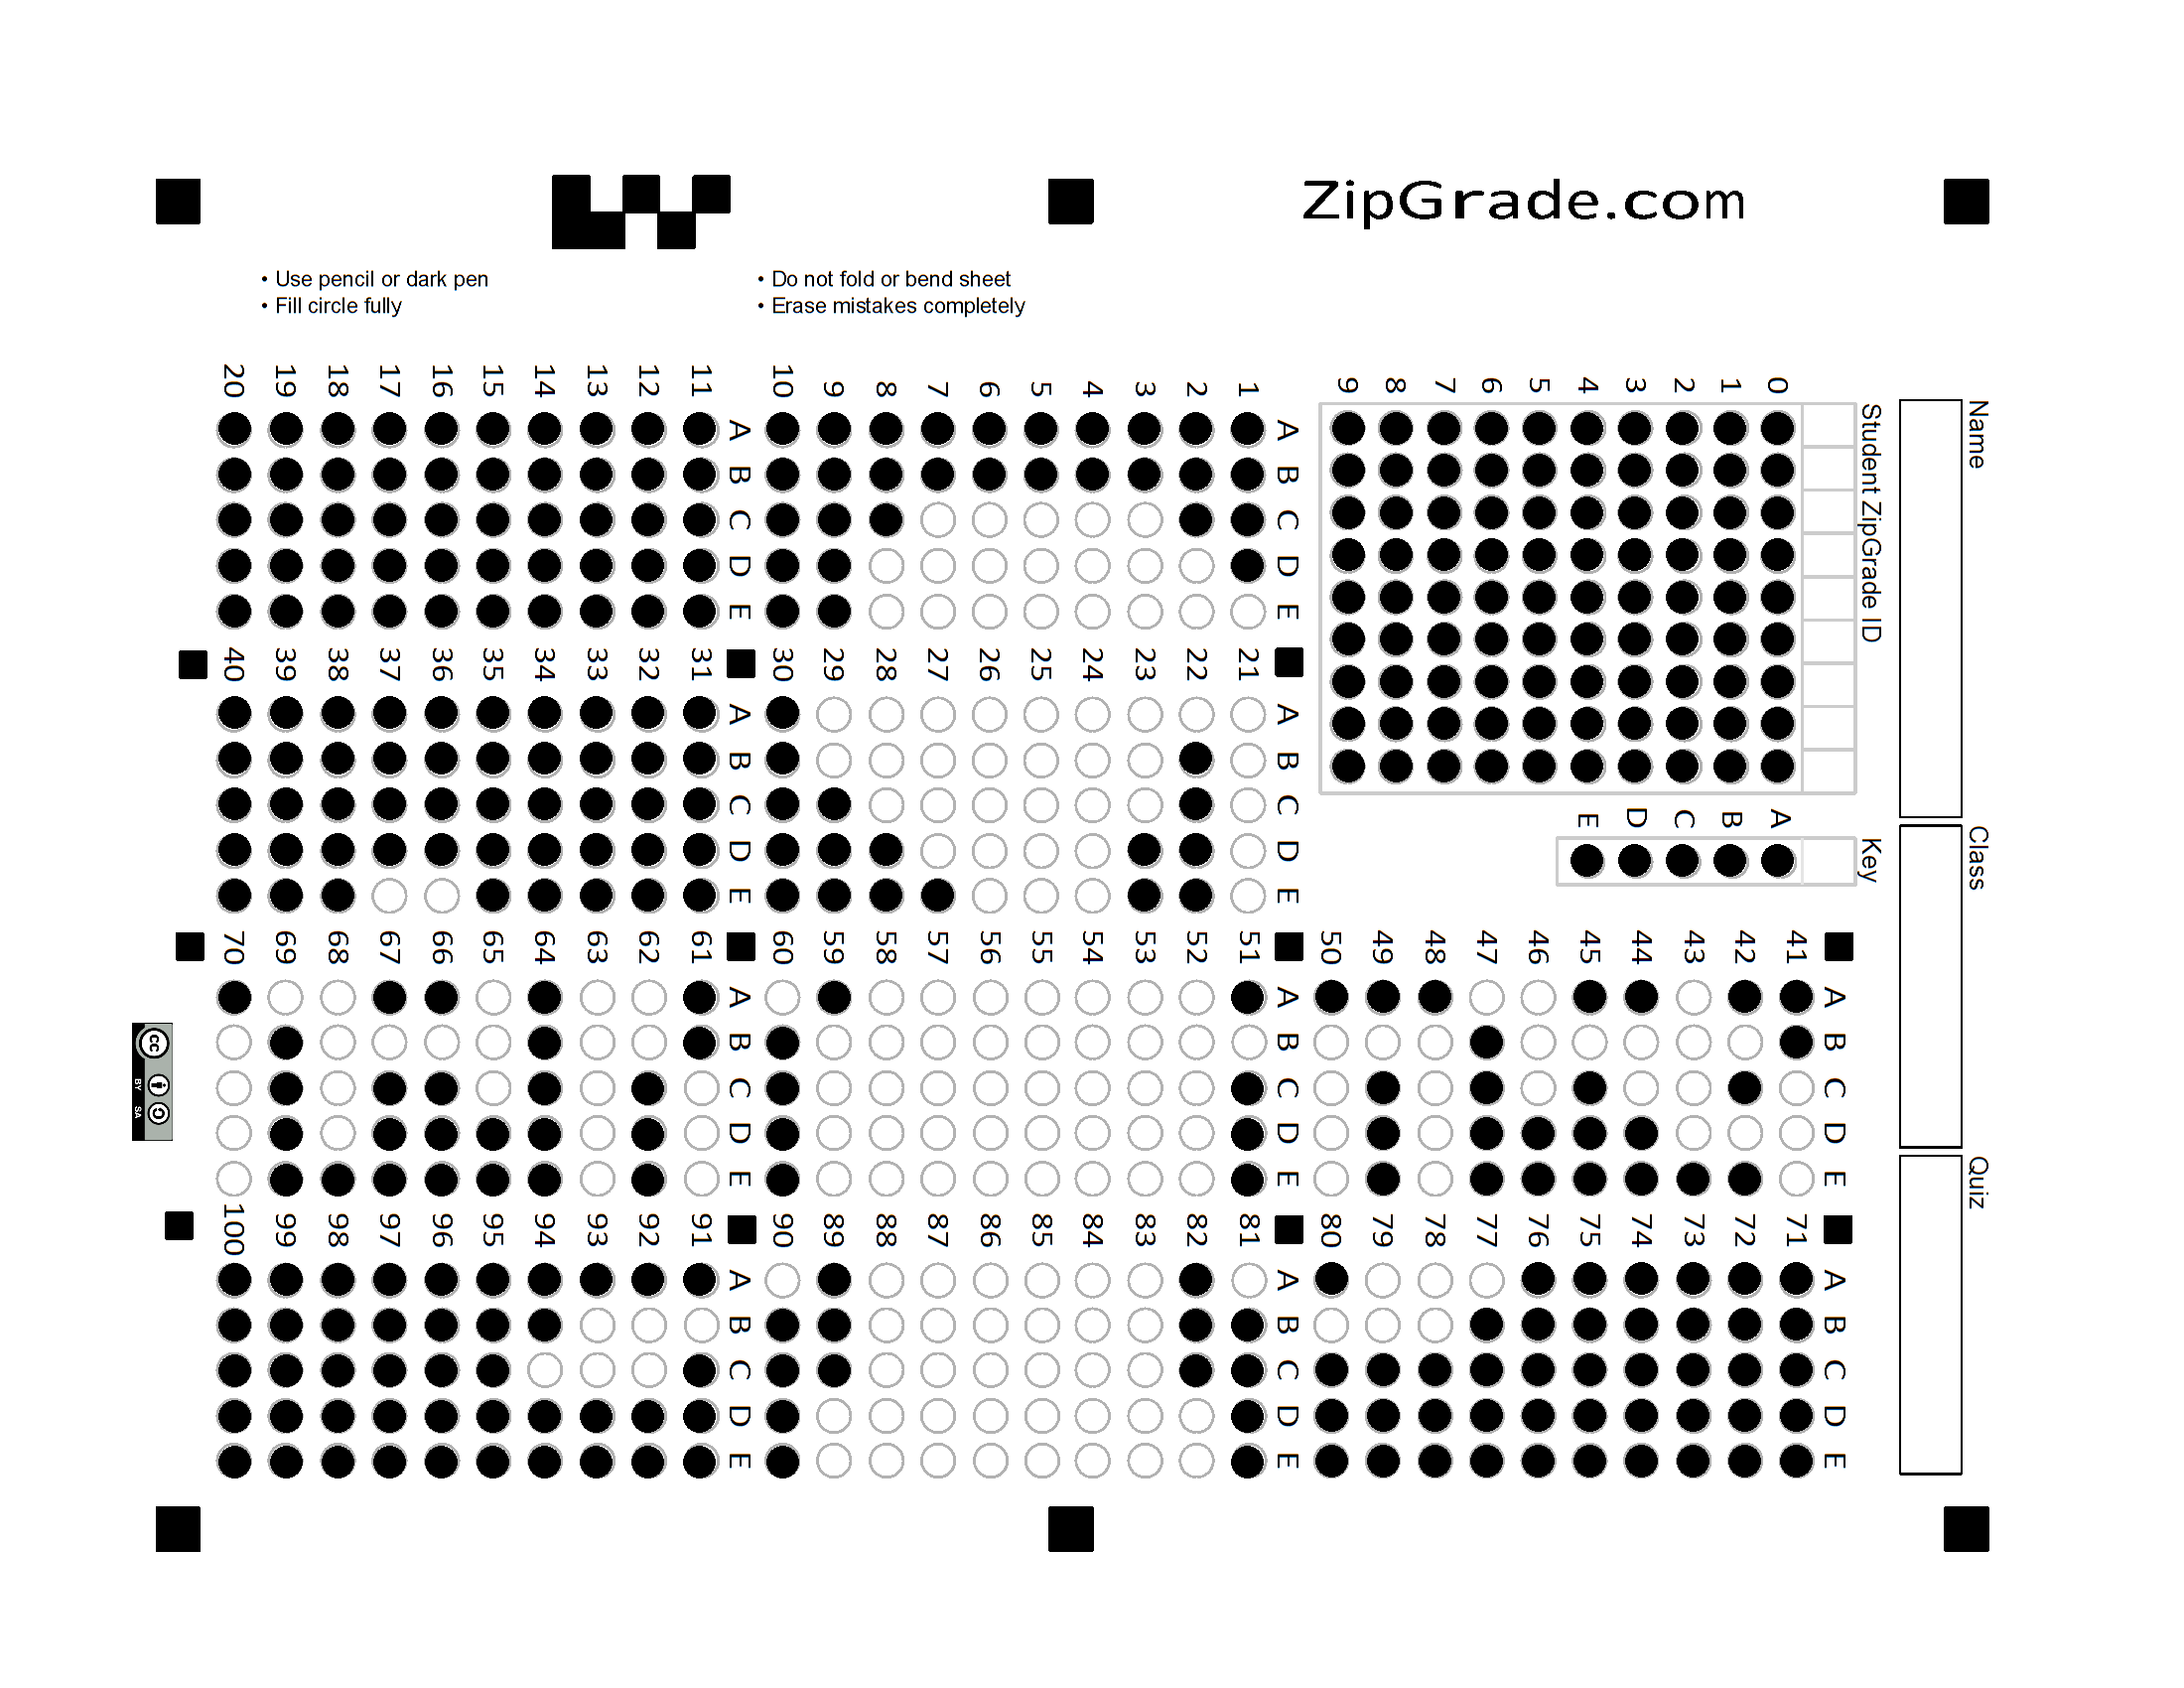 ZipGrade.com
• Use pencil or dark pen
• Fill circle fully
• Do not fold or bend sheet
• Erase mistakes completely
Name
Class
Quiz
Student ZipGrade ID
0 1 2 3 4 5 6 7 8 9
Key
A B C D E
A B C D E
1 2 3 4 5 6 7 8 9 10
A B C D E
11 12 13 14 15 16 17 18 19 20
A B C D E
21 22 23 24 25 26 27 28 29 30
A B C D E
31 32 33 34 35 36 37 38 39 40
A B C D E
41 42 43 44 45 46 47 48 49 50
A B C D E
51 52 53 54 55 56 57 58 59 60
A B C D E
61 62 63 64 65 66 67 68 69 70
A B C D E
71 72 73 74 75 76 77 78 79 80
A B C D E
81 82 83 84 85 86 87 88 89 90
A B C D E
91 92 93 94 95 96 97 98 99 100
A B C D E
cc
BY SA